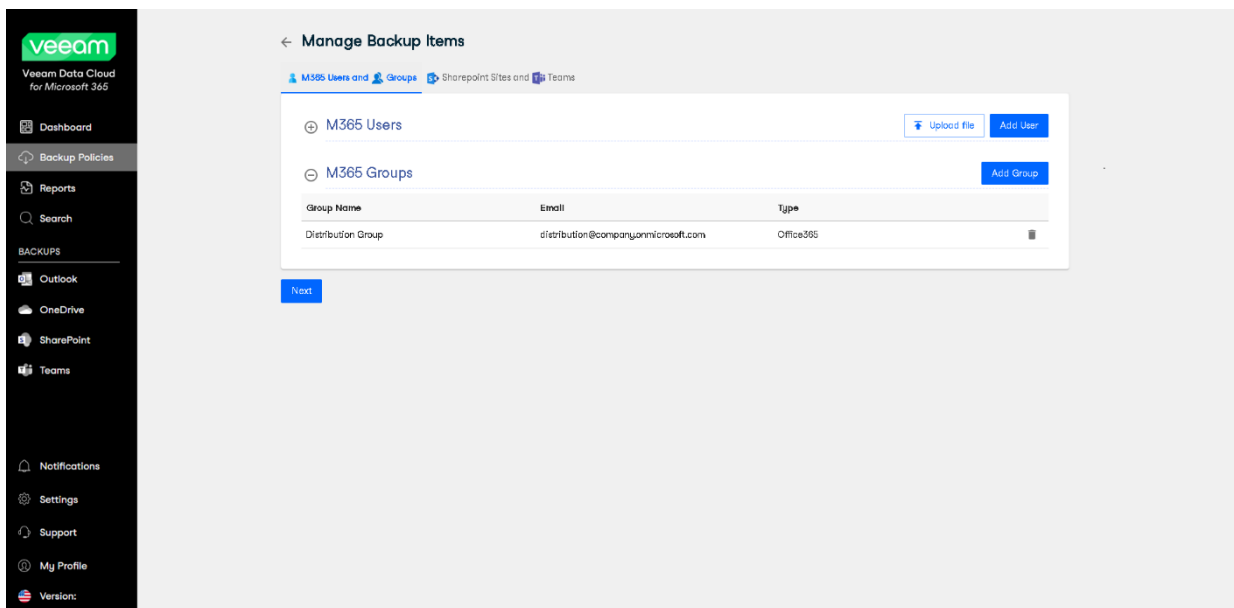 veeam
Veeam Data Cloud
for Microsoft 365
Dashboard
Backup Policies
Reports
Search
BACKUPS
Outlook
OneDrive
SharePoint
Teams
Notifications
Settings
Support
My Profile
Version:
Manage Backup Items
M365 Users and Groups Sharepoint Sites and Teams
M365 Users Upload file Add User
M365 Groups Add Group
Group Name Email Type
Distribution Group distribution@company.onmicrosoft.com Office365
Next